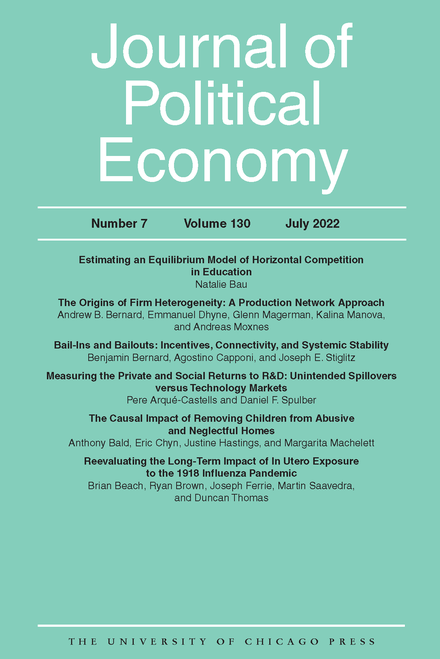 Journal of
Political
Economy
Number 7 Volume 130 July 2022
Estimating an Equilibrium Model of Horizontal Competition
in Education
Natalie Bau
The Origins of Firm Heterogeneity: A Production Network Approach
Andrew B. Bernard, Emmanuel Dhyne, Glenn Magerman, Kalina Manova,
and Andreas Moxnes
Bail-Ins and Bailouts: Incentives, Connectivity, and Systemic Stability
Benjamin Bernard, Agostino Capponi, and Joseph E. Stiglitz
Measuring the Private and Social Returns to R&D: Unintended Spillovers
versus Technology Markets
Pere Arqué-Castells and Daniel F. Spulber
The Causal Impact of Removing Children from Abusive
and Neglectful Homes
Anthony Bald, Eric Chyn, Justine Hastings, and Margarita Machelett
Reevaluating the Long-Term Impact of In Utero Exposure
to the 1918 Influenza Pandemic
Brian Beach, Ryan Brown, Joseph Ferrie, Martin Saavedra,
and Duncan Thomas
THE UNIVERSITY OF CHICAGO PRESS